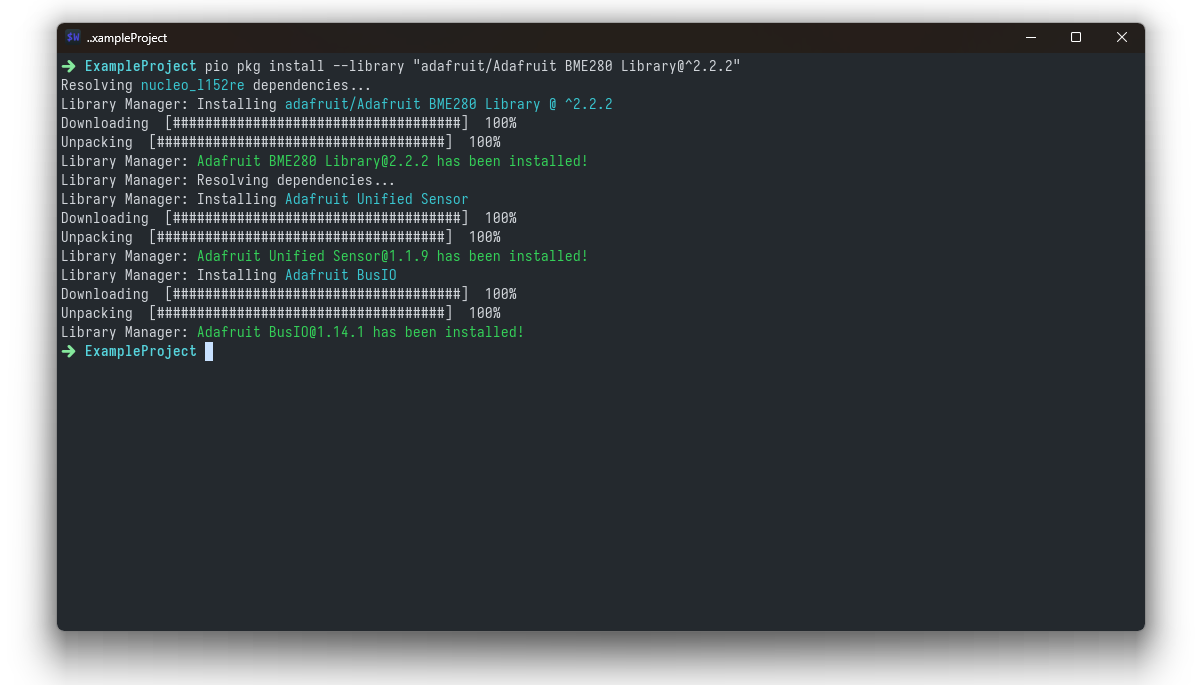 $W ..xampleProject
➜ ExampleProject pio pkg install --library "adafruit/Adafruit BME280 Library@^2.2.2"
Resolving nucleo_l152re dependencies...
Library Manager: Installing adafruit/Adafruit BME280 Library @ ^2.2.2
Downloading [####################################] 100%
Unpacking [####################################] 100%
Library Manager: Adafruit BME280 Library@2.2.2 has been installed!
Library Manager: Resolving dependencies...
Library Manager: Installing Adafruit Unified Sensor
Downloading [####################################] 100%
Unpacking [####################################] 100%
Library Manager: Adafruit Unified Sensor@1.1.9 has been installed!
Library Manager: Installing Adafruit BusIO
Downloading [####################################] 100%
Unpacking [####################################] 100%
Library Manager: Adafruit BusIO@1.14.1 has been installed!
➜ ExampleProject